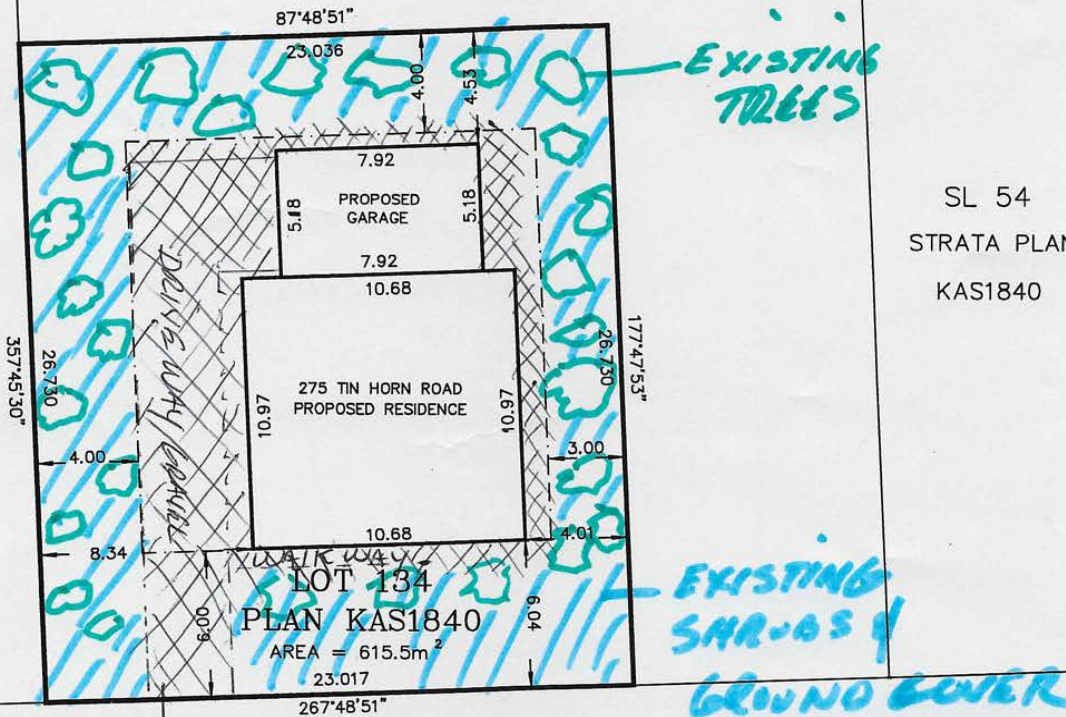 87°48'51"
23.036
4.00
4.53
EXISTING
TREES
7.92
PROPOSED
GARAGE
5.18
5.18
7.92
10.68
SL 54
STRATA PLAN
KAS1840
DRIVEWAY/GRAVEL
357°45'30"
26.730
177°47'53"
26.730
275 TIN HORN ROAD
PROPOSED RESIDENCE
10.97
10.97
4.00
3.00
10.68
4.01
8.34
WALKWAY
LOT 134
PLAN KAS1840
AREA = 615.5m²
6.09
6.04
EXISTING
SHRUBS &
GROUND COVER
23.017
267°48'51"